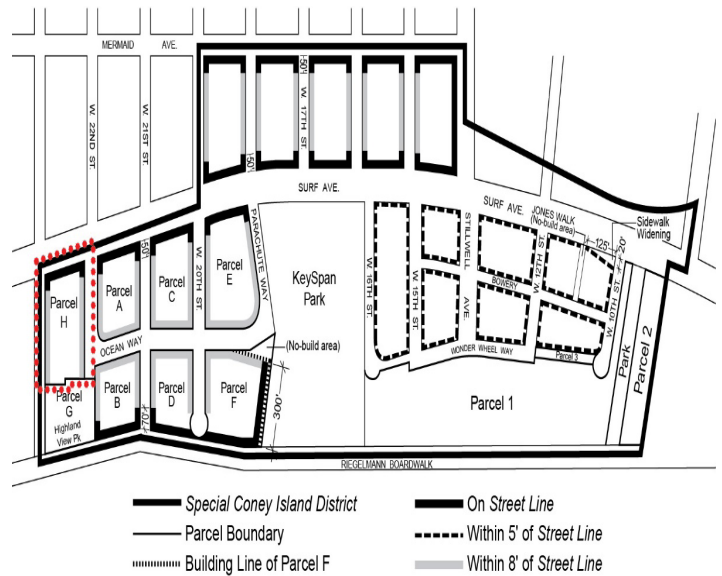 MERMAID AVE.
W. 22ND ST.
W. 21ST ST.
50'
W. 17TH ST.
50'
SURF AVE.
SURF AVE.
JONES WALK
(No-build area)
Sidewalk
Widening
125'
20'
50'
W. 20TH ST.
PARACHUTE WAY
Parcel
E
Parcel
C
Parcel
A
Parcel
H
KeySpan
Park
W. 16TH ST.
W. 15TH ST.
STILLWELL
AVE.
BOWERY
W. 12TH ST.
W. 10TH ST.
OCEAN WAY
(No-build area)
WONDER WHEEL WAY
Parcel 3
Park
Parcel 2
Parcel
G
Highland
View Pk
Parcel
B
Parcel
D
Parcel
F
70'
300'
Parcel 1
RIEGELMANN BOARDWALK
Special Coney Island District
Parcel Boundary
Building Line of Parcel F
On Street Line
Within 5' of Street Line
Within 8' of Street Line